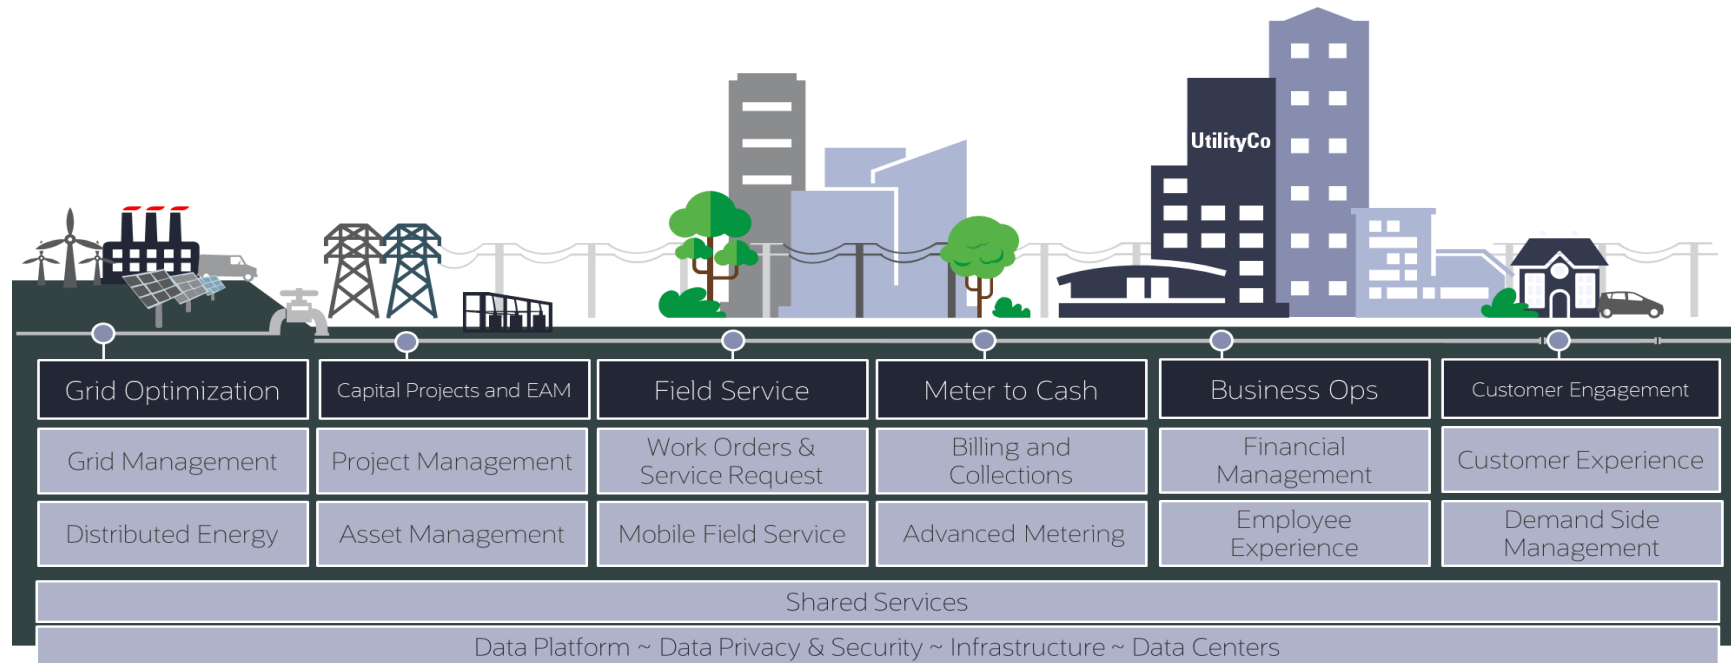 UtilityCo
Grid Optimization
Capital Projects and EAM
Field Service
Meter to Cash
Business Ops
Customer Engagement
Grid Management
Project Management
Work Orders &
Service Request
Billing and
Collections
Financial
Management
Customer Experience
Distributed Energy
Asset Management
Mobile Field Service
Advanced Metering
Employee
Experience
Demand Side
Management
Shared Services
Data Platform ~ Data Privacy & Security ~ Infrastructure ~ Data Centers